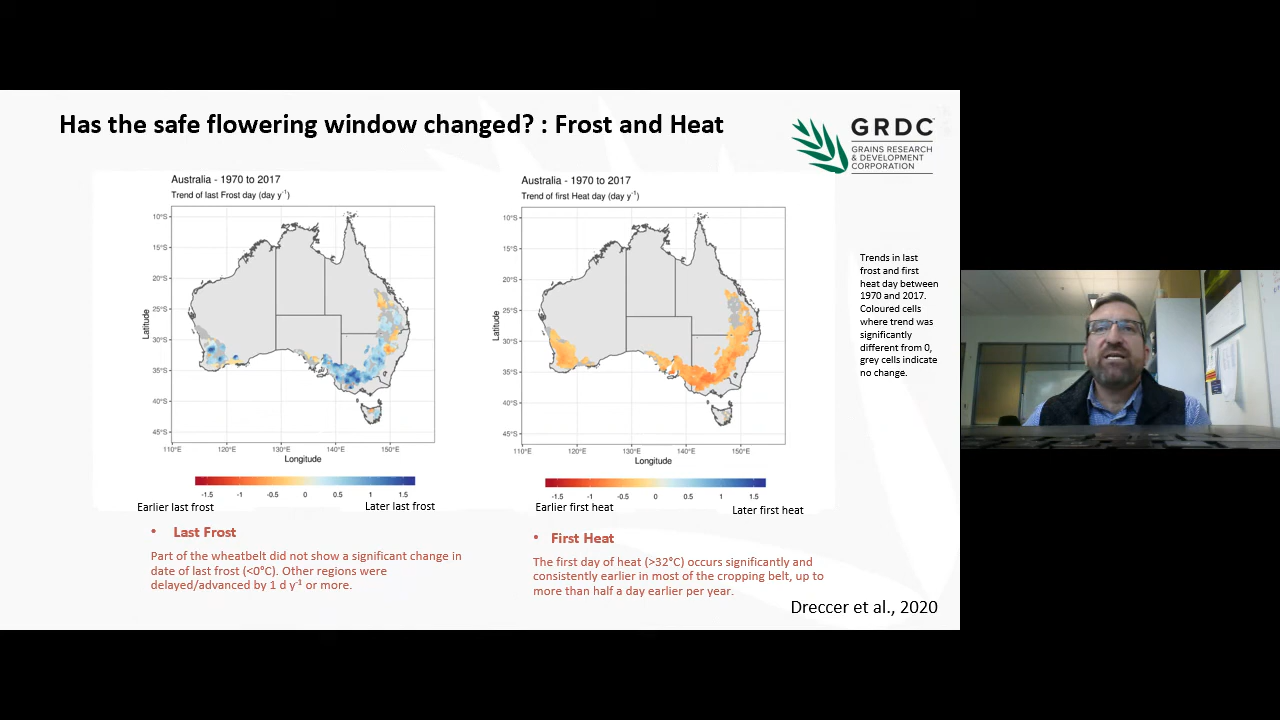 Has the safe flowering window changed? : Frost and Heat
GRDC™
GRAINS RESEARCH
& DEVELOPMENT
CORPORATION
Australia - 1970 to 2017
Trend of last Frost day (day y⁻¹)
10°S
15°S
20°S
25°S
30°S
35°S
40°S
45°S
Latitude
110°E 120°E 130°E 140°E 150°E
Longitude
-1.5 -1 -0.5 0 0.5 1 1.5
Earlier last frost
Later last frost
Australia - 1970 to 2017
Trend of first Heat day (day y⁻¹)
10°S
15°S
20°S
25°S
30°S
35°S
40°S
45°S
Latitude
110°E 120°E 130°E 140°E 150°E
Longitude
-1.5 -1 -0.5 0 0.5 1 1.5
Earlier first heat
Later first heat
Trends in last
frost and first
heat day between
1970 and 2017.
Coloured cells
where trend was
significantly
different from 0,
grey cells indicate
no change.
• Last Frost
Part of the wheatbelt did not show a significant change in
date of last frost (<0°C). Other regions were
delayed/advanced by 1 d y⁻¹ or more.
• First Heat
The first day of heat (>32°C) occurs significantly and
consistently earlier in most of the cropping belt, up to
more than half a day earlier per year.
Dreccer et al., 2020